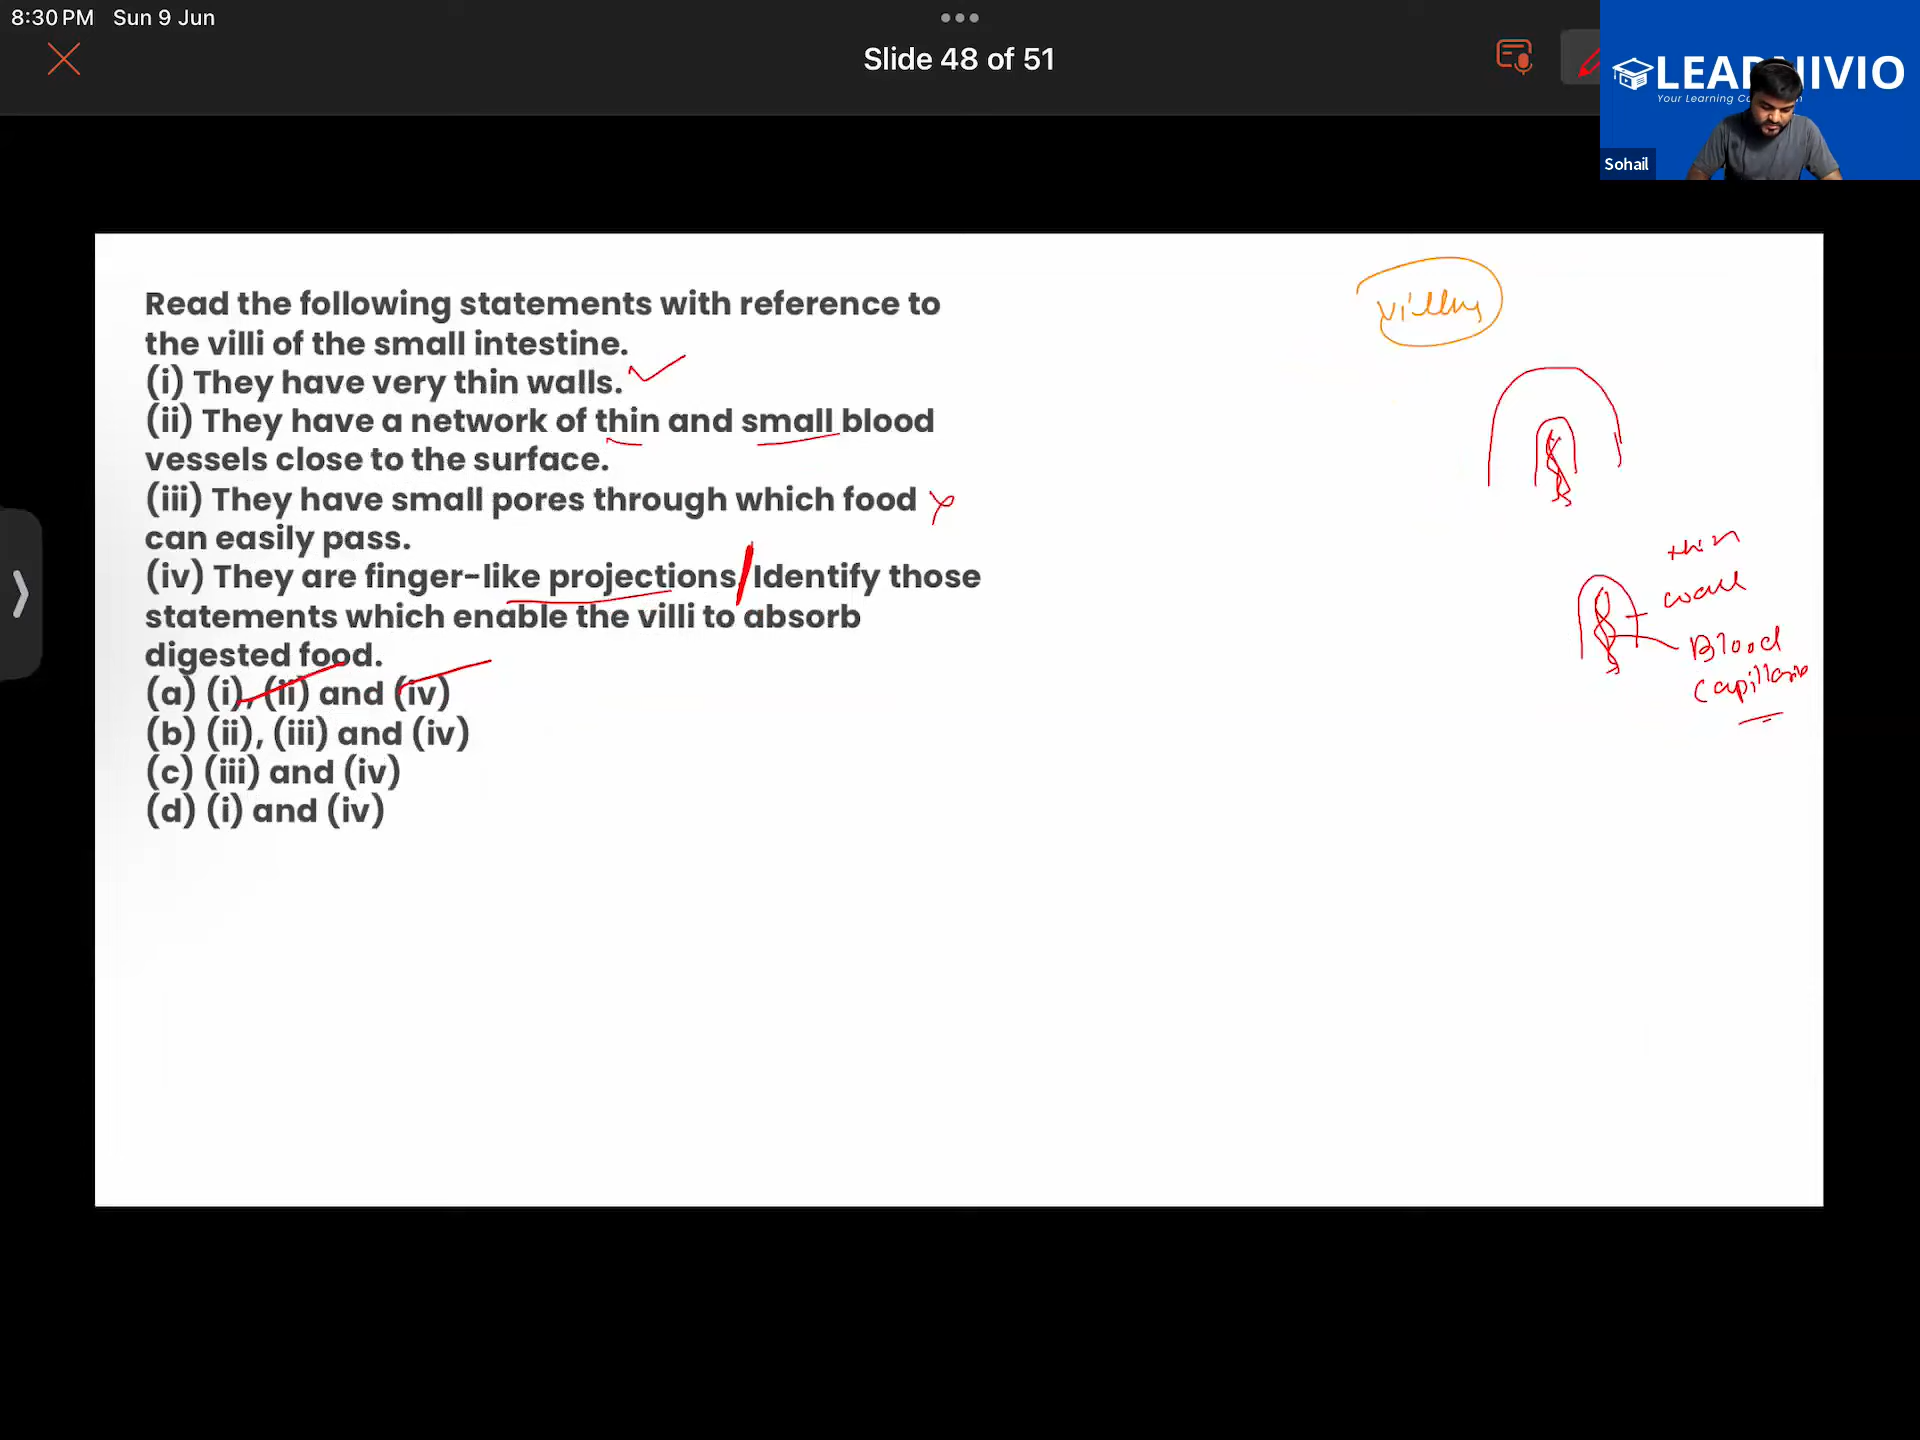 8:30 PM Sun 9 Jun
Slide 48 of 51
LEARNIVIO
Your Learning
Sohail
Read the following statements with reference to
the villi of the small intestine.
(i) They have very thin walls.
(ii) They have a network of thin and small blood
vessels close to the surface.
(iii) They have small pores through which food
can easily pass.
(iv) They are finger-like projections. Identify those
statements which enable the villi to absorb
digested food.
(a) (i), (ii) and (iv)
(b) (ii), (iii) and (iv)
(c) (iii) and (iv)
(d) (i) and (iv)
villus
thin
wall
Blood
Capillaries